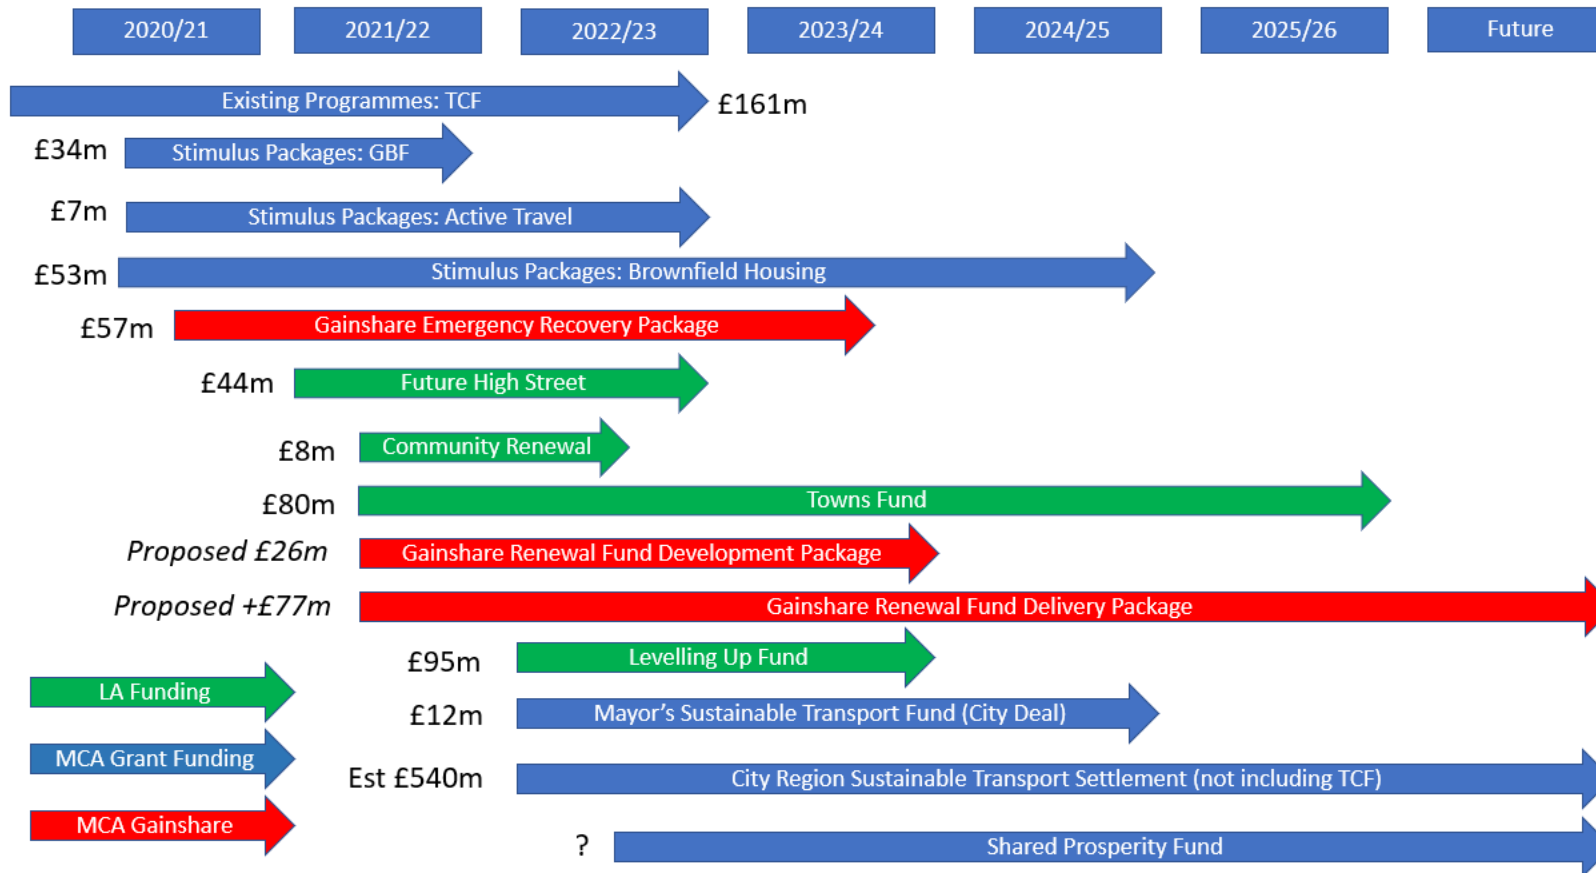 2020/21 2021/22 2022/23 2023/24 2024/25 2025/26 Future
Existing Programmes: TCF £161m
£34m Stimulus Packages: GBF
£7m Stimulus Packages: Active Travel
£53m Stimulus Packages: Brownfield Housing
£57m Gainshare Emergency Recovery Package
£44m Future High Street
£8m Community Renewal
£80m Towns Fund
Proposed £26m Gainshare Renewal Fund Development Package
Proposed +£77m Gainshare Renewal Fund Delivery Package
£95m Levelling Up Fund
LA Funding
£12m Mayor’s Sustainable Transport Fund (City Deal)
MCA Grant Funding
Est £540m City Region Sustainable Transport Settlement (not including TCF)
MCA Gainshare
? Shared Prosperity Fund